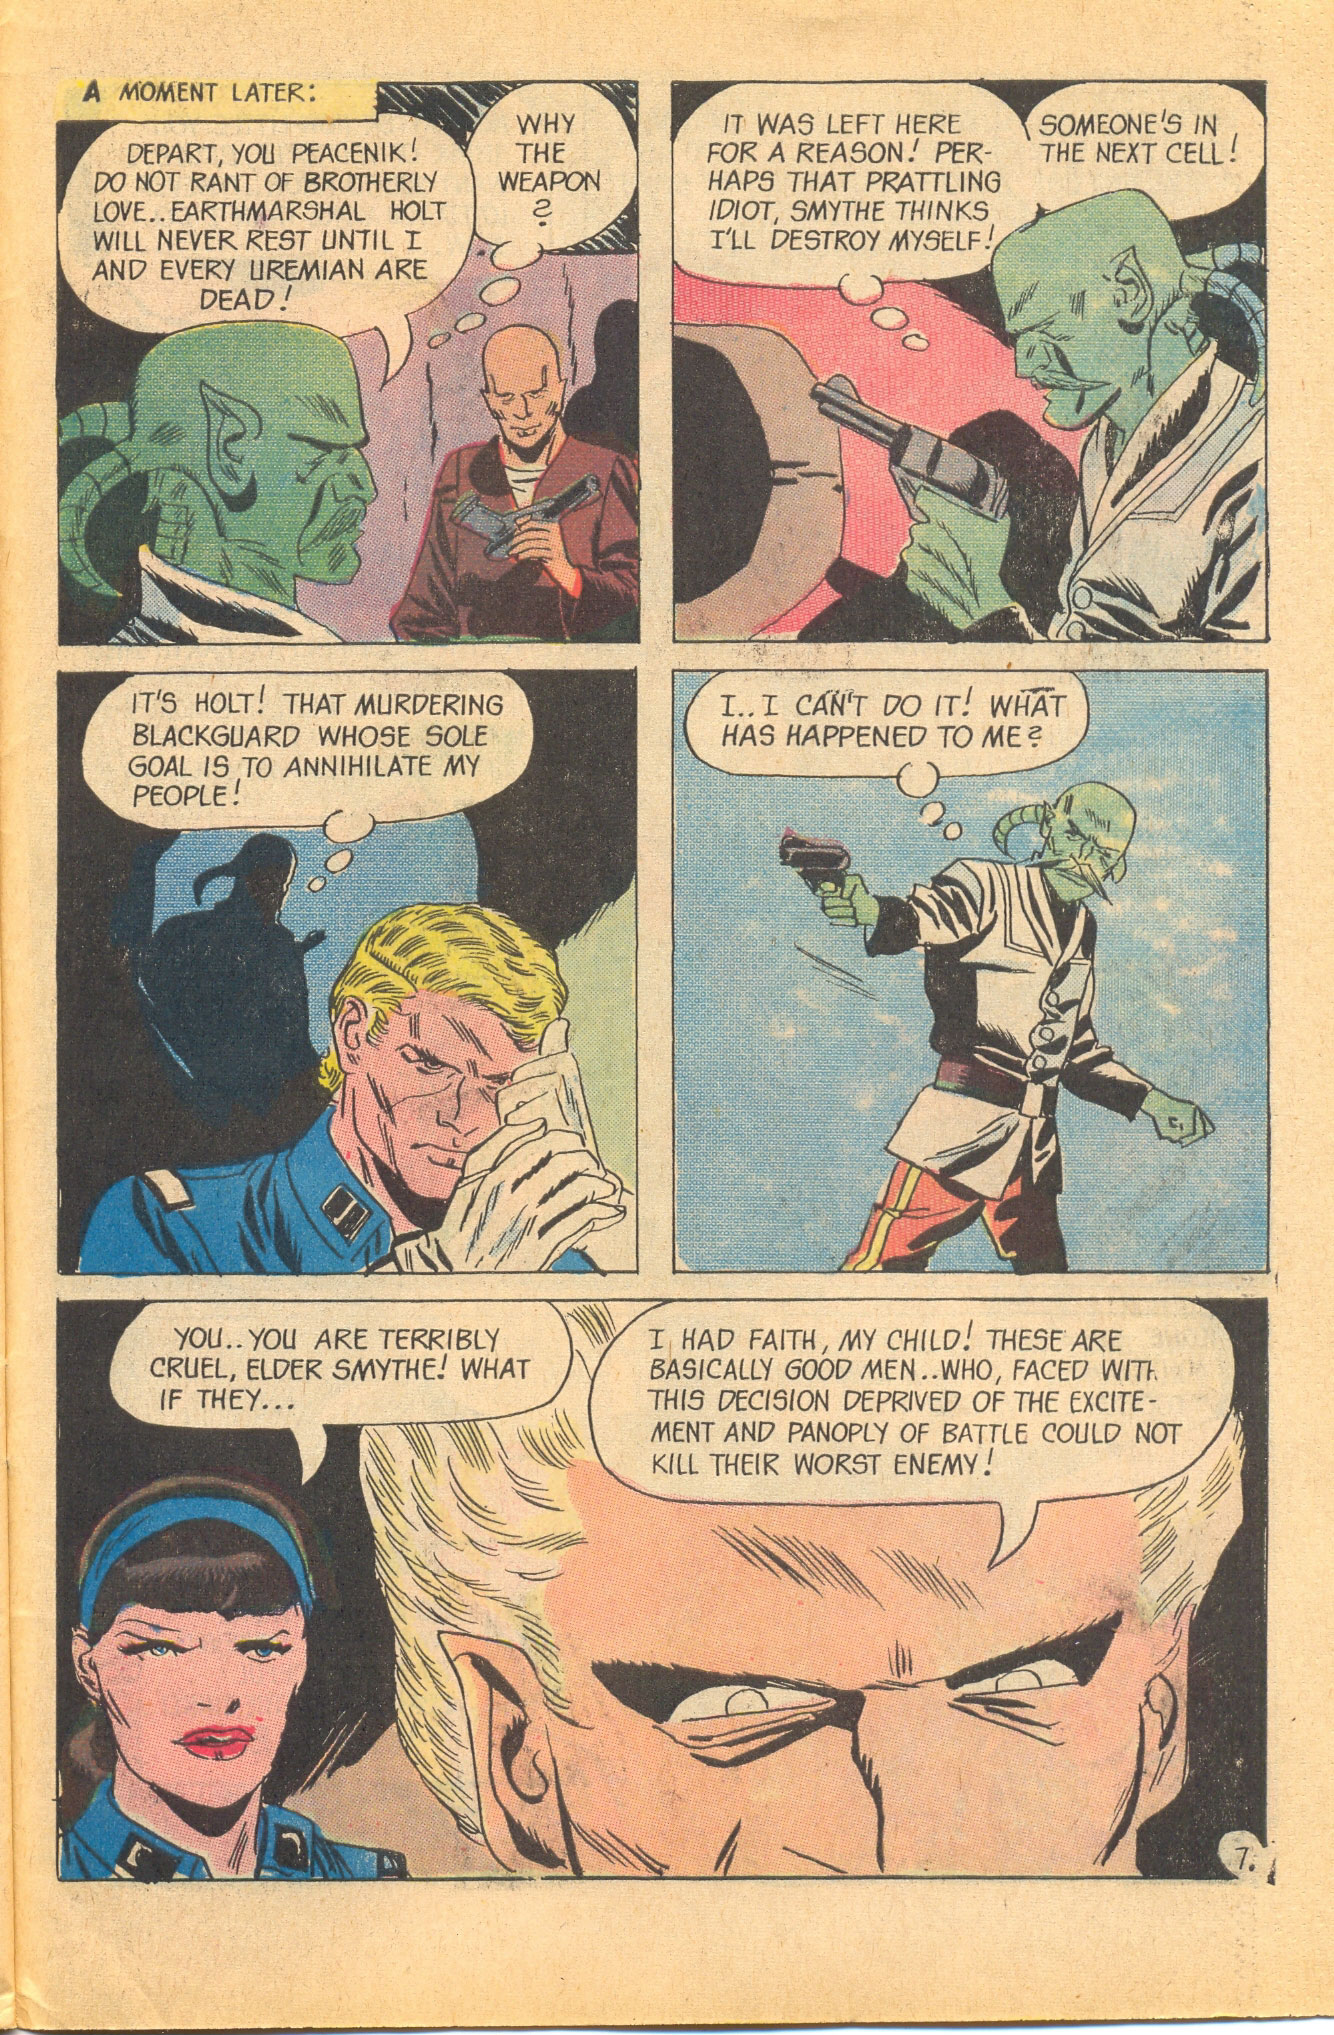 A MOMENT LATER:
DEPART, YOU PEACENIK!
DO NOT RANT OF BROTHERLY
LOVE..EARTHMARSHAL HOLT
WILL NEVER REST UNTIL I
AND EVERY UREMIAN ARE
DEAD!
WHY
THE
WEAPON
?
IT WAS LEFT HERE
FOR A REASON! PER-
HAPS THAT PRATTLING
IDIOT, SMYTHE THINKS
I'LL DESTROY MYSELF!
SOMEONE'S IN
THE NEXT CELL!
IT'S HOLT! THAT MURDERING
BLACKGUARD WHOSE SOLE
GOAL IS TO ANNIHILATE MY
PEOPLE!
I..I CAN'T DO IT! WHAT
HAS HAPPENED TO ME?
YOU..YOU ARE TERRIBLY
CRUEL, ELDER SMYTHE! WHAT
IF THEY...
I HAD FAITH, MY CHILD! THESE ARE
BASICALLY GOOD MEN..WHO, FACED WITH
THIS DECISION DEPRIVED OF THE EXCITE-
MENT AND PANOPLY OF BATTLE COULD NOT
KILL THEIR WORST ENEMY!
7.